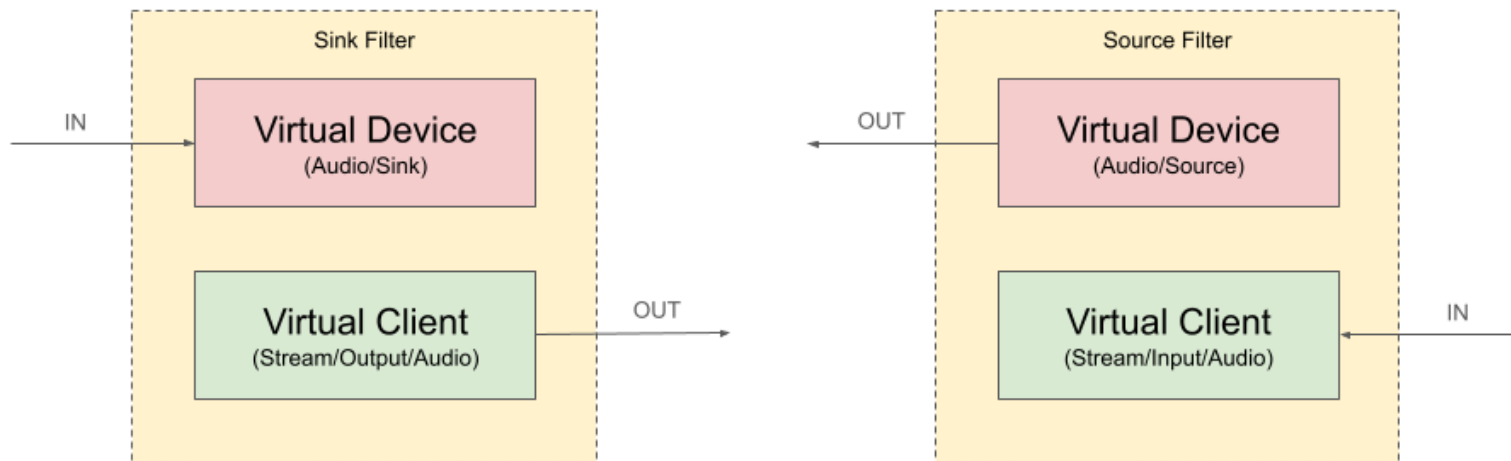 Sink Filter
IN
Virtual Device
(Audio/Sink)
Virtual Client
(Stream/Output/Audio)
OUT
Source Filter
OUT
Virtual Device
(Audio/Source)
Virtual Client
(Stream/Input/Audio)
IN